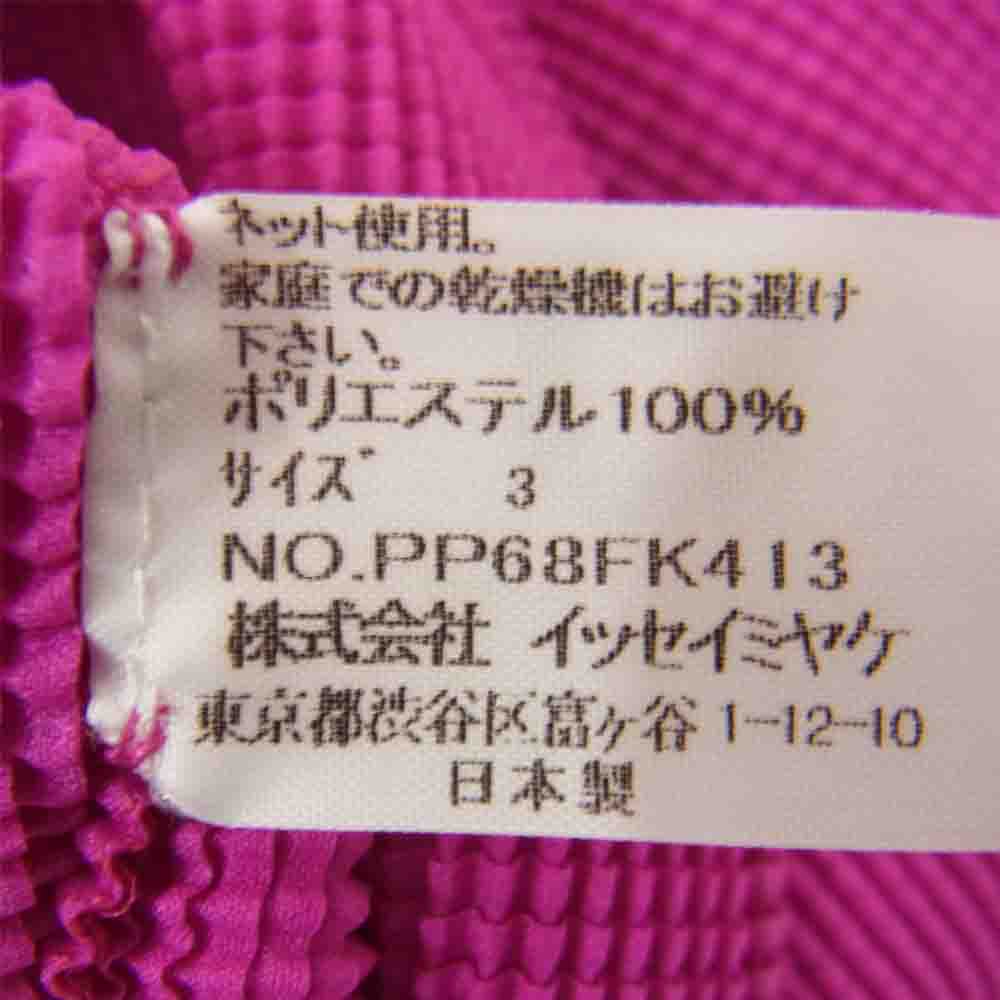 ネット使用。
家庭での乾燥機はお避け
下さい。
ポリエステル100%
サイズ 3
NO.PP68FK413
株式会社 イッセイミヤケ
東京都渋谷区富ヶ谷 1-12-10
日本製